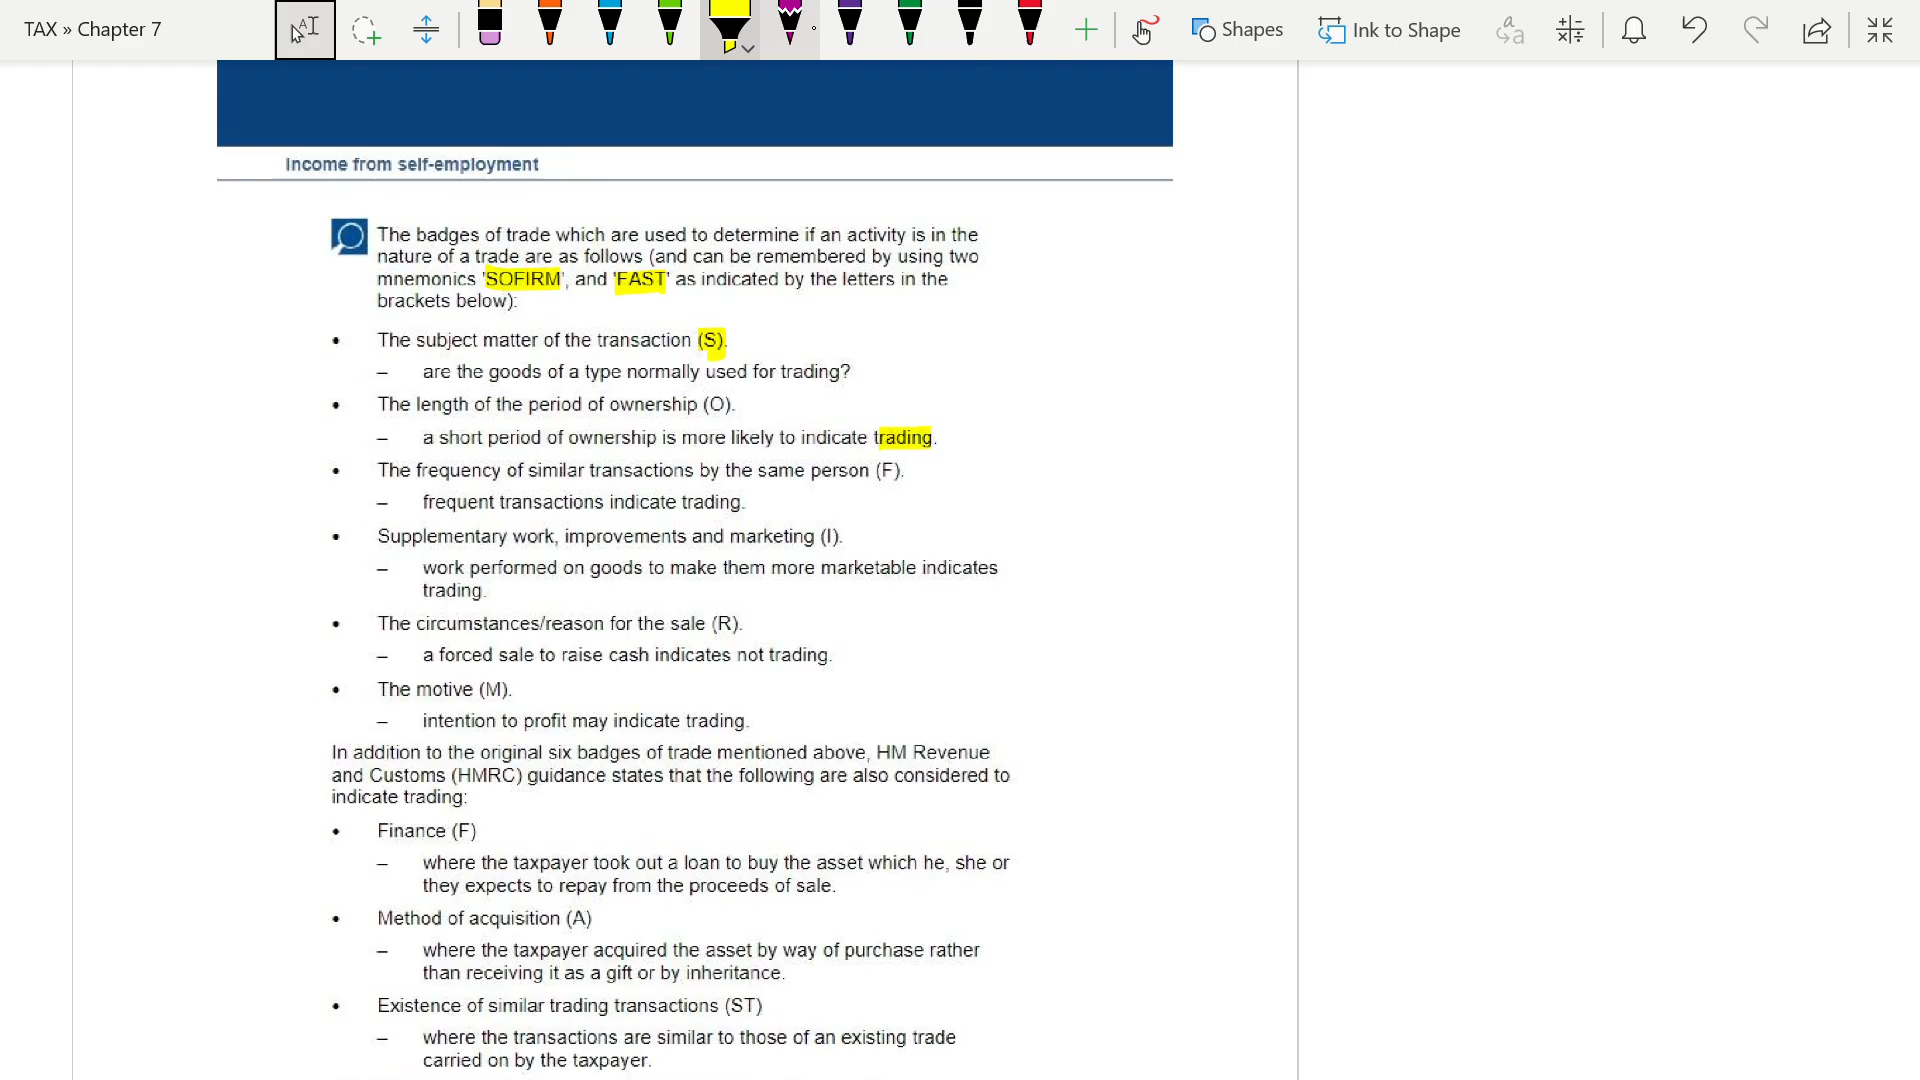 TAX » Chapter 7
Shapes
Ink to Shape
Income from self-employment
The badges of trade which are used to determine if an activity is in the
nature of a trade are as follows (and can be remembered by using two
mnemonics 'SOFIRM', and 'FAST' as indicated by the letters in the
brackets below):
• The subject matter of the transaction (S).
– are the goods of a type normally used for trading?
• The length of the period of ownership (O).
– a short period of ownership is more likely to indicate trading.
• The frequency of similar transactions by the same person (F).
– frequent transactions indicate trading.
• Supplementary work, improvements and marketing (I).
– work performed on goods to make them more marketable indicates
trading.
• The circumstances/reason for the sale (R).
– a forced sale to raise cash indicates not trading.
• The motive (M).
– intention to profit may indicate trading.
In addition to the original six badges of trade mentioned above, HM Revenue
and Customs (HMRC) guidance states that the following are also considered to
indicate trading:
• Finance (F)
– where the taxpayer took out a loan to buy the asset which he, she or
they expects to repay from the proceeds of sale.
• Method of acquisition (A)
– where the taxpayer acquired the asset by way of purchase rather
than receiving it as a gift or by inheritance.
• Existence of similar trading transactions (ST)
– where the transactions are similar to those of an existing trade
carried on by the taxpayer.